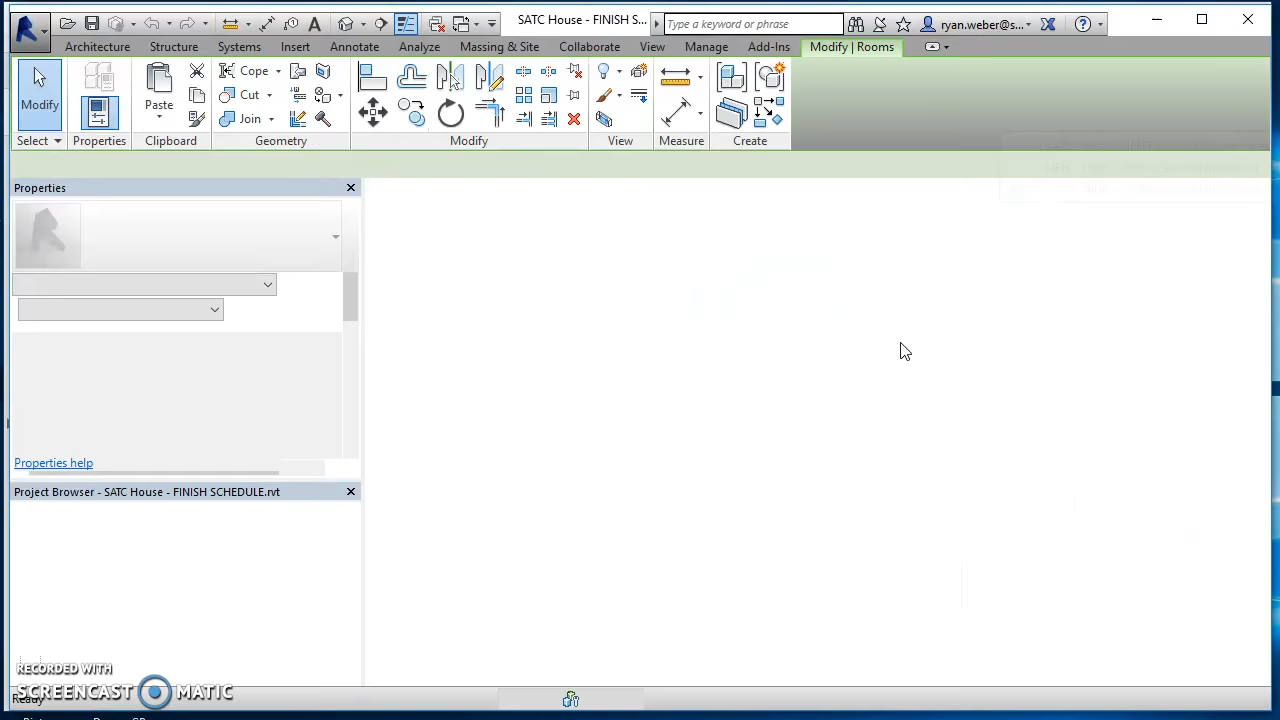 SATC House - FINISH S...
Type a keyword or phrase
ryan.weber@s...
Architecture Structure Systems Insert Annotate Analyze Massing & Site Collaborate View Manage Add-Ins Modify | Rooms
Modify
Paste
Cope
Cut
Join
Select Properties Clipboard Geometry Modify View Measure Create
Properties
Properties help
Project Browser - SATC House - FINISH SCHEDULE.rvt
RECORDED WITH
SCREENCAST MATIC
Ready